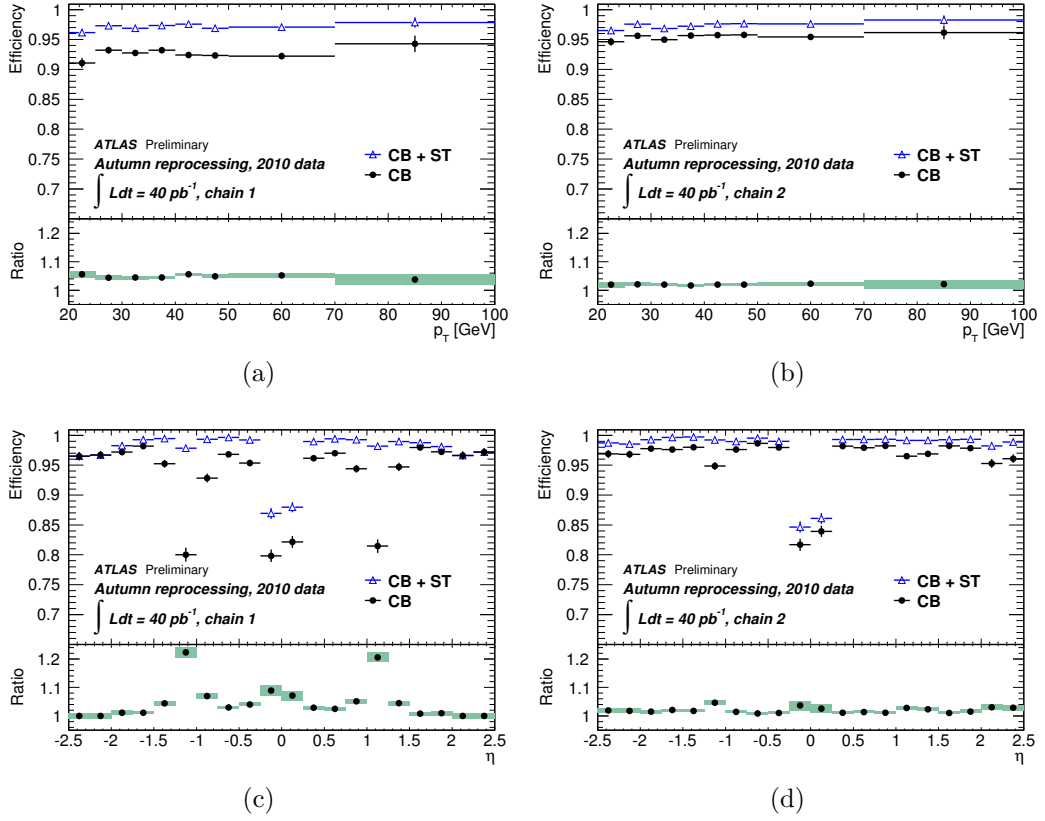 Efficiency
1
0.95
0.9
0.85
0.8
0.75
0.7
ATLAS Preliminary
Autumn reprocessing, 2010 data
∫ Ldt = 40 pb⁻¹, chain 1
CB + ST
CB
Ratio
1.2
1.1
1
20 30 40 50 60 70 80 90 100
p_T [GeV]
(a)
Efficiency
1
0.95
0.9
0.85
0.8
0.75
0.7
ATLAS Preliminary
Autumn reprocessing, 2010 data
∫ Ldt = 40 pb⁻¹, chain 2
CB + ST
CB
Ratio
1.2
1.1
1
20 30 40 50 60 70 80 90 100
p_T [GeV]
(b)
Efficiency
1
0.95
0.9
0.85
0.8
0.75
0.7
ATLAS Preliminary
Autumn reprocessing, 2010 data
∫ Ldt = 40 pb⁻¹, chain 1
CB + ST
CB
Ratio
1.2
1.1
1
-2.5 -2 -1.5 -1 -0.5 0 0.5 1 1.5 2 2.5
η
(c)
Efficiency
1
0.95
0.9
0.85
0.8
0.75
0.7
ATLAS Preliminary
Autumn reprocessing, 2010 data
∫ Ldt = 40 pb⁻¹, chain 2
CB + ST
CB
Ratio
1.2
1.1
1
-2.5 -2 -1.5 -1 -0.5 0 0.5 1 1.5 2 2.5
η
(d)